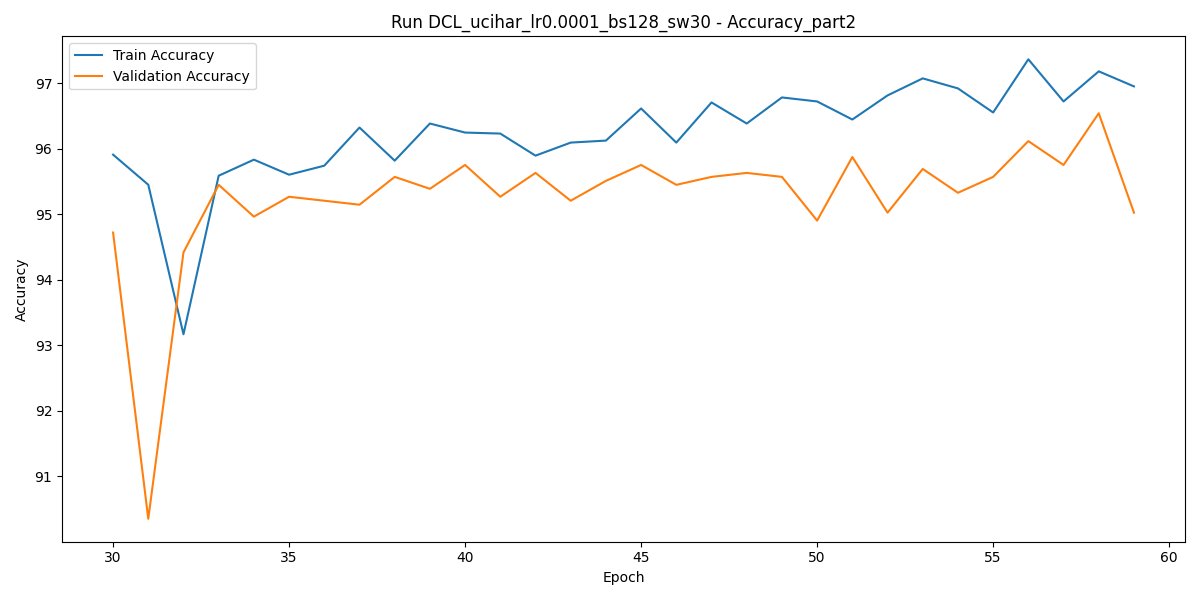 Run DCL_ucihar_lr0.0001_bs128_sw30 - Accuracy_part2
Train Accuracy
Validation Accuracy
97
96
95
94
93
92
91
Accuracy
30 35 40 45 50 55 60
Epoch